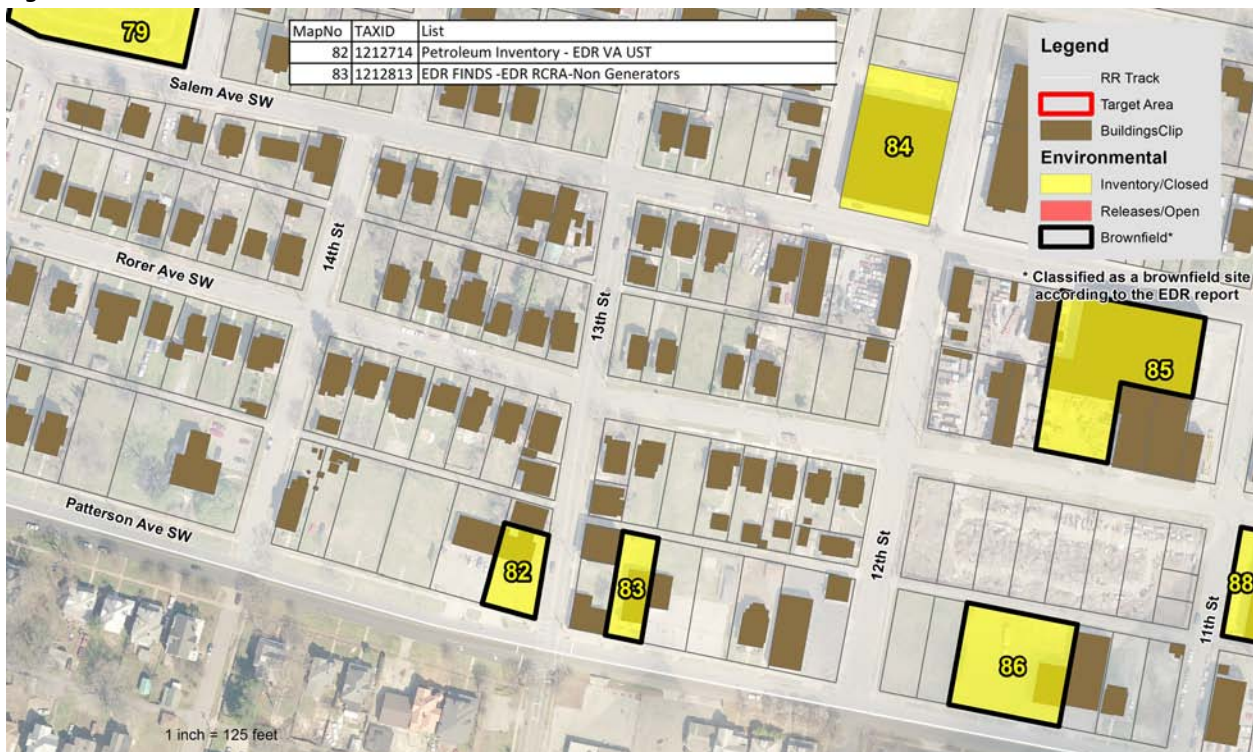 79
MapNo TAXID List
82 1212714 Petroleum Inventory - EDR VA UST
83 1212813 EDR FINDS -EDR RCRA-Non Generators
Legend
RR Track
Target Area
BuildingsClip
Environmental
Inventory/Closed
Releases/Open
Brownfield*
* Classified as a brownfield site
according to the EDR report
Salem Ave SW
84
14th St
Rorer Ave SW
13th St
85
Patterson Ave SW
82
83
12th St
86
11th St
88
1 inch = 125 feet